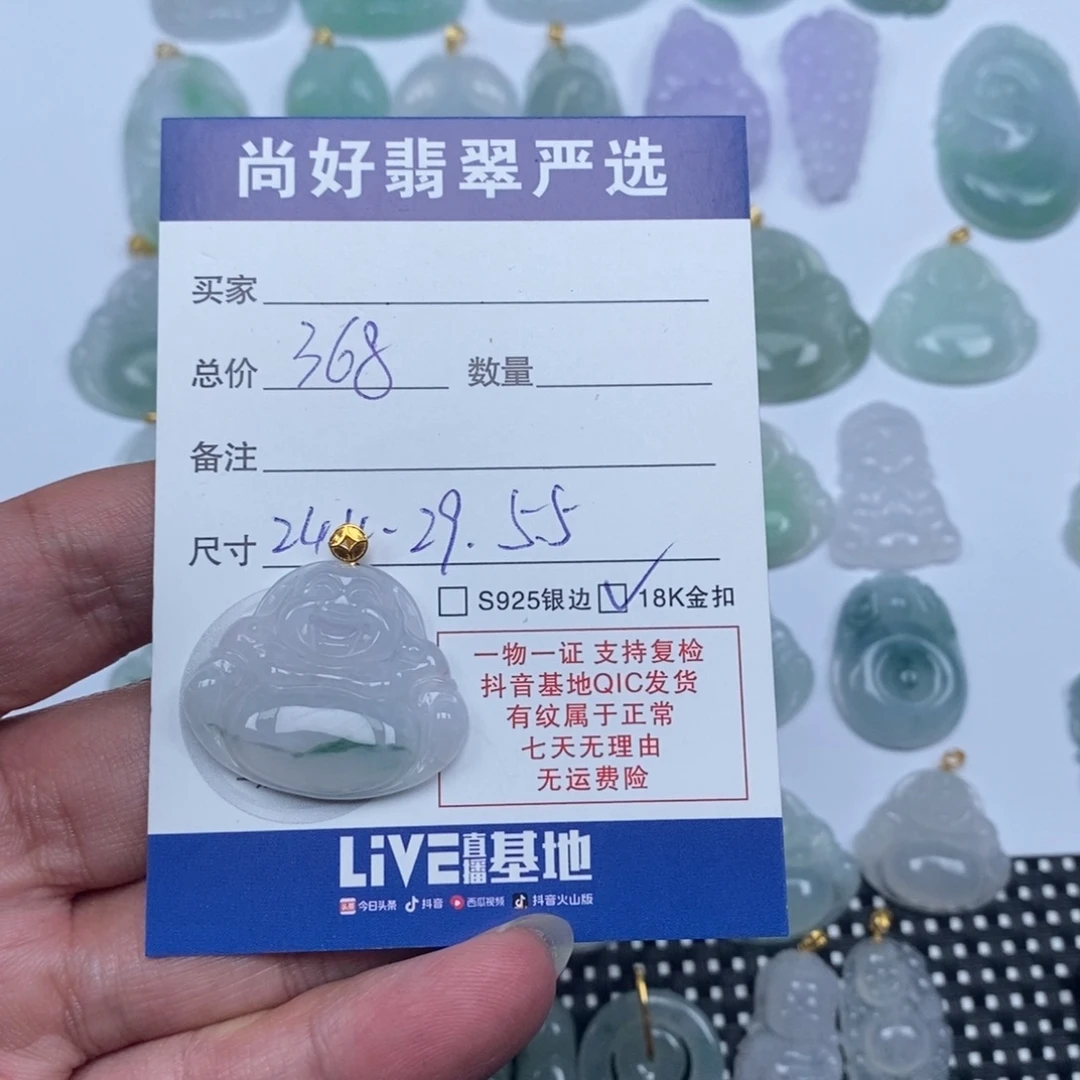 尚好翡翠严选
买家
总价 368 数量
备注
尺寸 29.55
S925银边 18K金扣
一物一证 支持复检
抖音基地QIC发货
有纹属于正常
七天无理由
无运费险
LiVE直播基地
头条 今日头条 抖音 西瓜视频 抖音火山版